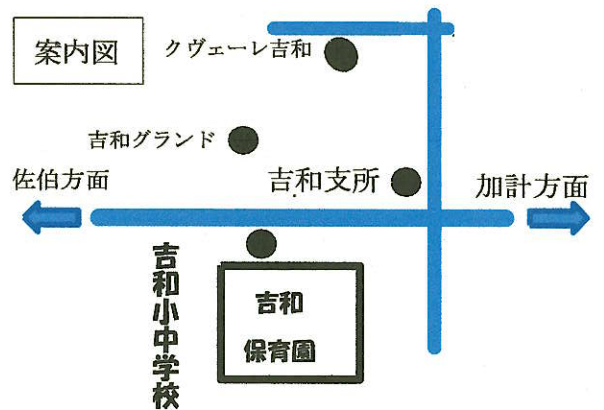 案内図
クヴェーレ吉和
吉和グランド
佐伯方面
吉和支所
加計方面
吉和小中学校
吉和
保育園